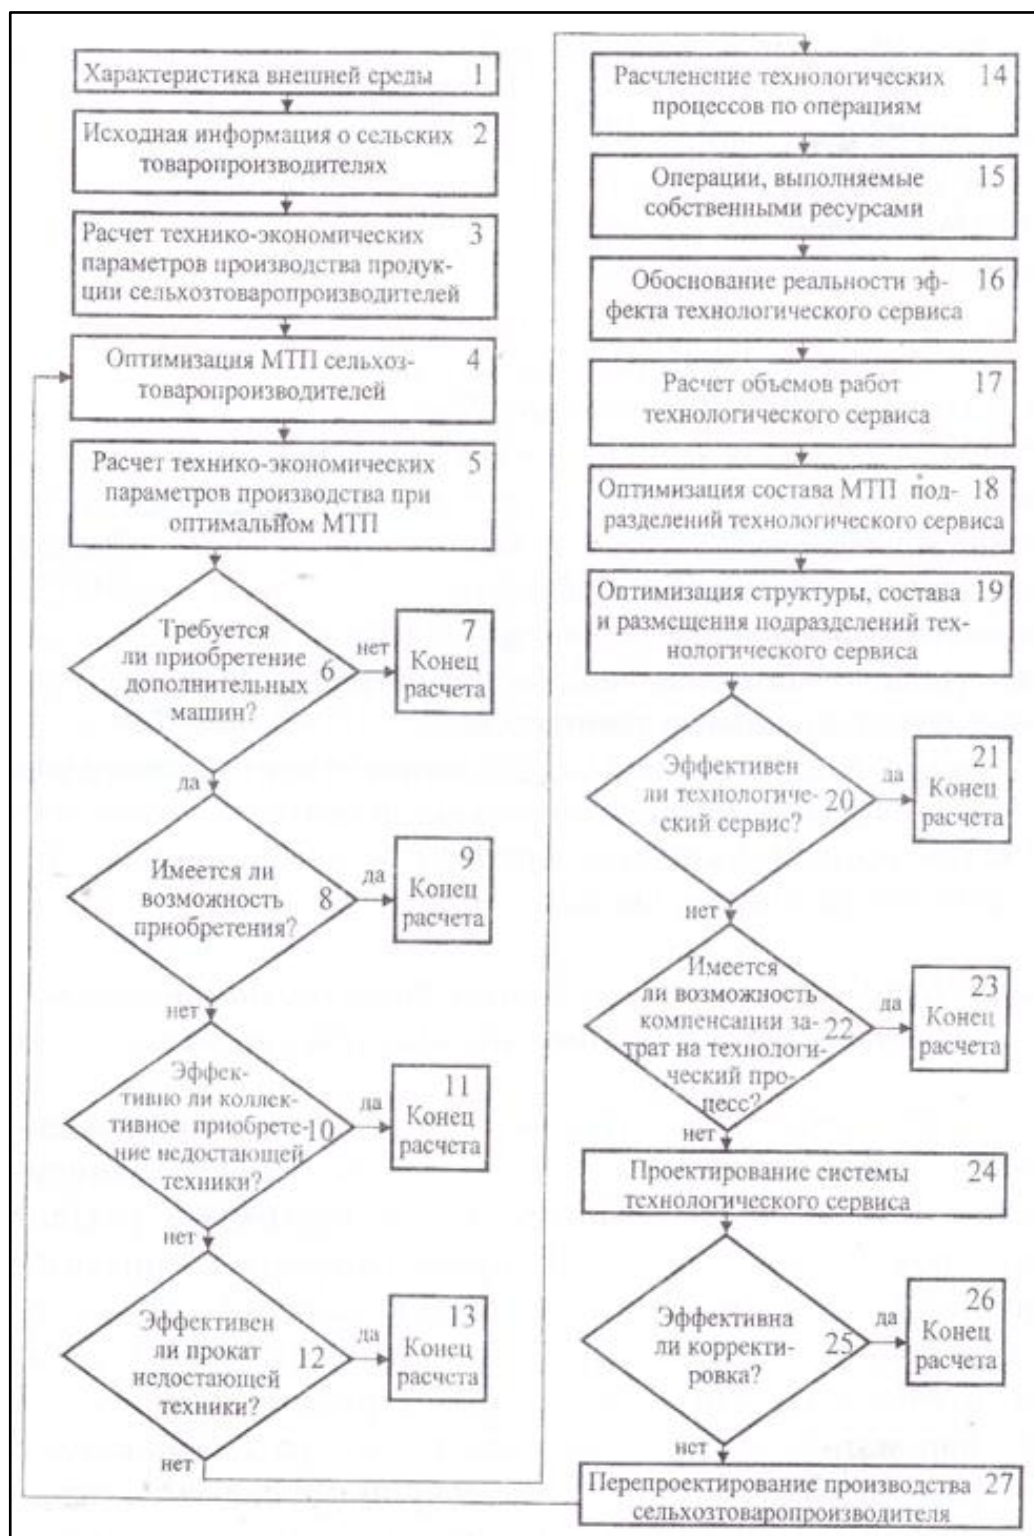 Характеристика внешней среды 1
Исходная информация о сельских 2
товаропроизводителях
Расчет технико-экономических 3
параметров производства продук-
ции сельхозтоваропроизводителей
Оптимизация МТП сельхоз- 4
товаропроизводителей
Расчет технико-экономических 5
параметров производства при
оптимальном МТП
Требуется
ли приобретение
дополнительных 6
машин?
нет
7
Конец
расчета
да
Имеется ли
возможность 8
приобретения?
да
9
Конец
расчета
нет
Эффек-
тивно ли коллек-
тивное приобрете-
ние недостающей 10
техники?
да
11
Конец
расчета
нет
Эффективен
ли прокат 12
недостающей
техники?
да
13
Конец
расчета
нет
Расчленение технологических 14
процессов по операциям
Операции, выполняемые 15
собственными ресурсами
Обоснование реальности эф- 16
фекта технологического сервиса
Расчет объемов работ 17
технологического сервиса
Оптимизация состава МТП под- 18
разделений технологического сервиса
Оптимизация структуры, состава 19
и размещения подразделений тех-
нологического сервиса
Эффективен
ли технологиче- 20
ский сервис?
да
21
Конец
расчета
нет
Имеется
ли возможность
компенсации за- 22
трат на технологи-
ческий про-
цесс?
да
23
Конец
расчета
нет
Проектирование системы 24
технологического сервиса
Эффективна
ли корректи- 25
ровка?
да
26
Конец
расчета
нет
Перепроектирование производства 27
сельхозтоваропроизводителя